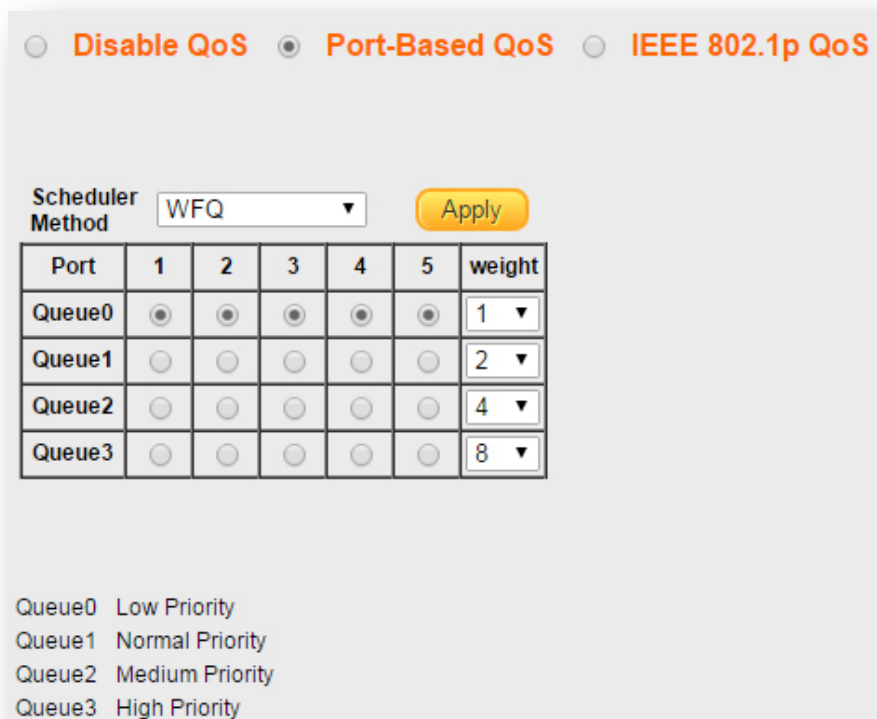 Disable QoS Port-Based QoS IEEE 802.1p QoS
Scheduler Method WFQ Apply
Port 1 2 3 4 5 weight
Queue0 1
Queue1 2
Queue2 4
Queue3 8
Queue0 Low Priority
Queue1 Normal Priority
Queue2 Medium Priority
Queue3 High Priority